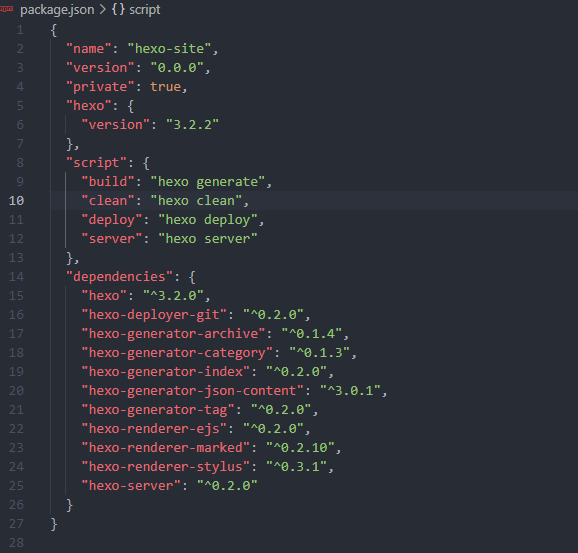 package.json > {} script
1 {
2   "name": "hexo-site",
3   "version": "0.0.0",
4   "private": true,
5   "hexo": {
6     "version": "3.2.2"
7   },
8   "script": {
9     "build": "hexo generate",
10     "clean": "hexo clean",
11     "deploy": "hexo deploy",
12     "server": "hexo server"
13   },
14   "dependencies": {
15     "hexo": "^3.2.0",
16     "hexo-deployer-git": "^0.2.0",
17     "hexo-generator-archive": "^0.1.4",
18     "hexo-generator-category": "^0.1.3",
19     "hexo-generator-index": "^0.2.0",
20     "hexo-generator-json-content": "^3.0.1",
21     "hexo-generator-tag": "^0.2.0",
22     "hexo-renderer-ejs": "^0.2.0",
23     "hexo-renderer-marked": "^0.2.10",
24     "hexo-renderer-stylus": "^0.3.1",
25     "hexo-server": "^0.2.0"
26   }
27 }
28